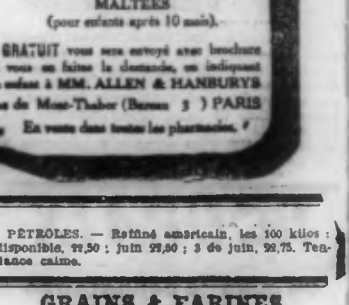 MALTÉES
(pour enfants après 10 mois).
GRATUIT vous sera envoyé avec brochure
vous en faites la demande, en indiquant
enfant à MM. ALLEN & HANBURYS
de Mont-Thabor (Bureau 3 ) PARIS
En vente dans toutes les pharmacies.
PÉTROLES. — Raffiné américain, les 100 kilos :
disponible, 22,50 ; juin 22,50 ; 3 de juin, 22,75. Ten-
dance calme.
GRAINS & FARINES